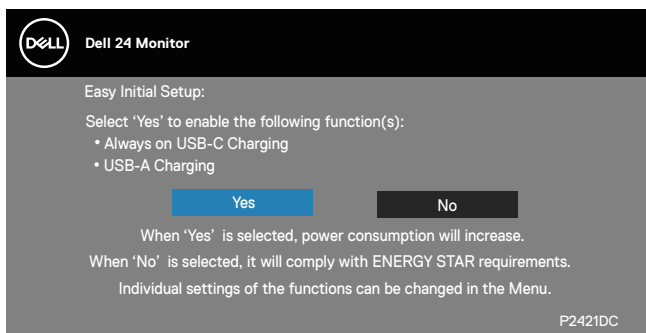 DELL
Dell 24 Monitor
Easy Initial Setup:
Select ‘Yes’ to enable the following function(s):
• Always on USB-C Charging
• USB-A Charging
Yes
No
When ‘Yes’ is selected, power consumption will increase.
When ‘No’ is selected, it will comply with ENERGY STAR requirements.
Individual settings of the functions can be changed in the Menu.
P2421DC